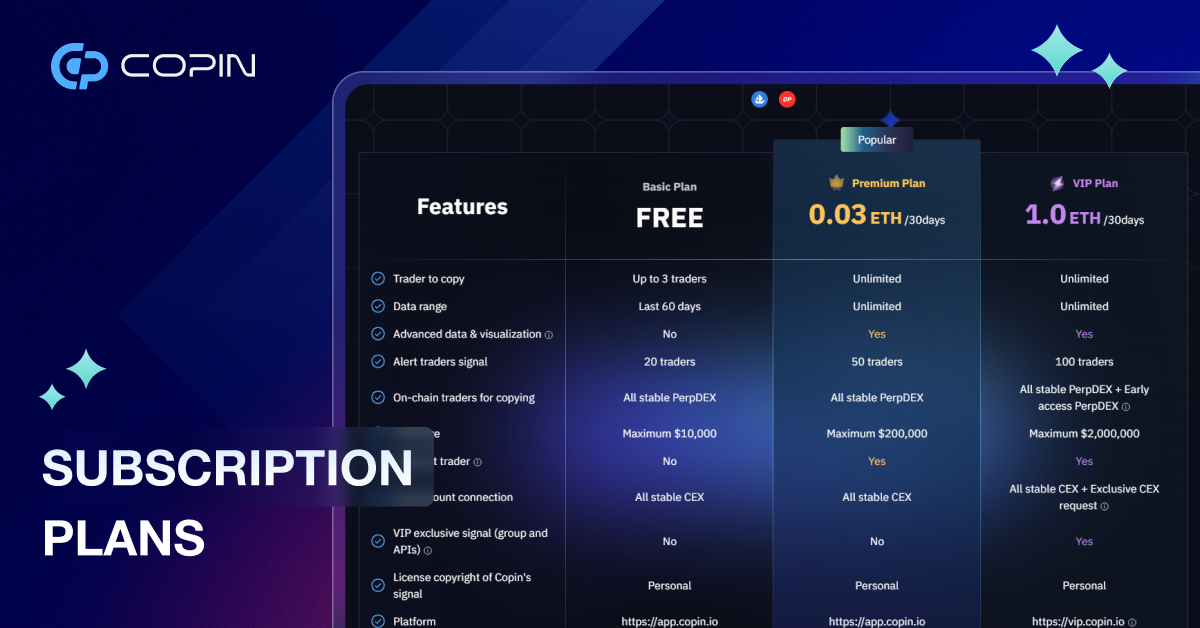 COPIN
OP
Popular
Features
Basic Plan
FREE
Premium Plan
0.03 ETH /30days
VIP Plan
1.0 ETH /30days
Trader to copy
Up to 3 traders
Unlimited
Unlimited
Data range
Last 60 days
Unlimited
Unlimited
Advanced data & visualization
No
Yes
Yes
Alert traders signal
20 traders
50 traders
100 traders
On-chain traders for copying
All stable PerpDEX
All stable PerpDEX
All stable PerpDEX + Early
access PerpDEX
Maximum $10,000
Maximum $200,000
Maximum $2,000,000
trader
No
Yes
Yes
connection
All stable CEX
All stable CEX
All stable CEX + Exclusive CEX
request
VIP exclusive signal (group and
APIs)
No
No
Yes
License copyright of Copin's
signal
Personal
Personal
Personal
Platform
https://app.copin.io
https://app.copin.io
https://vip.copin.io
SUBSCRIPTION
PLANS